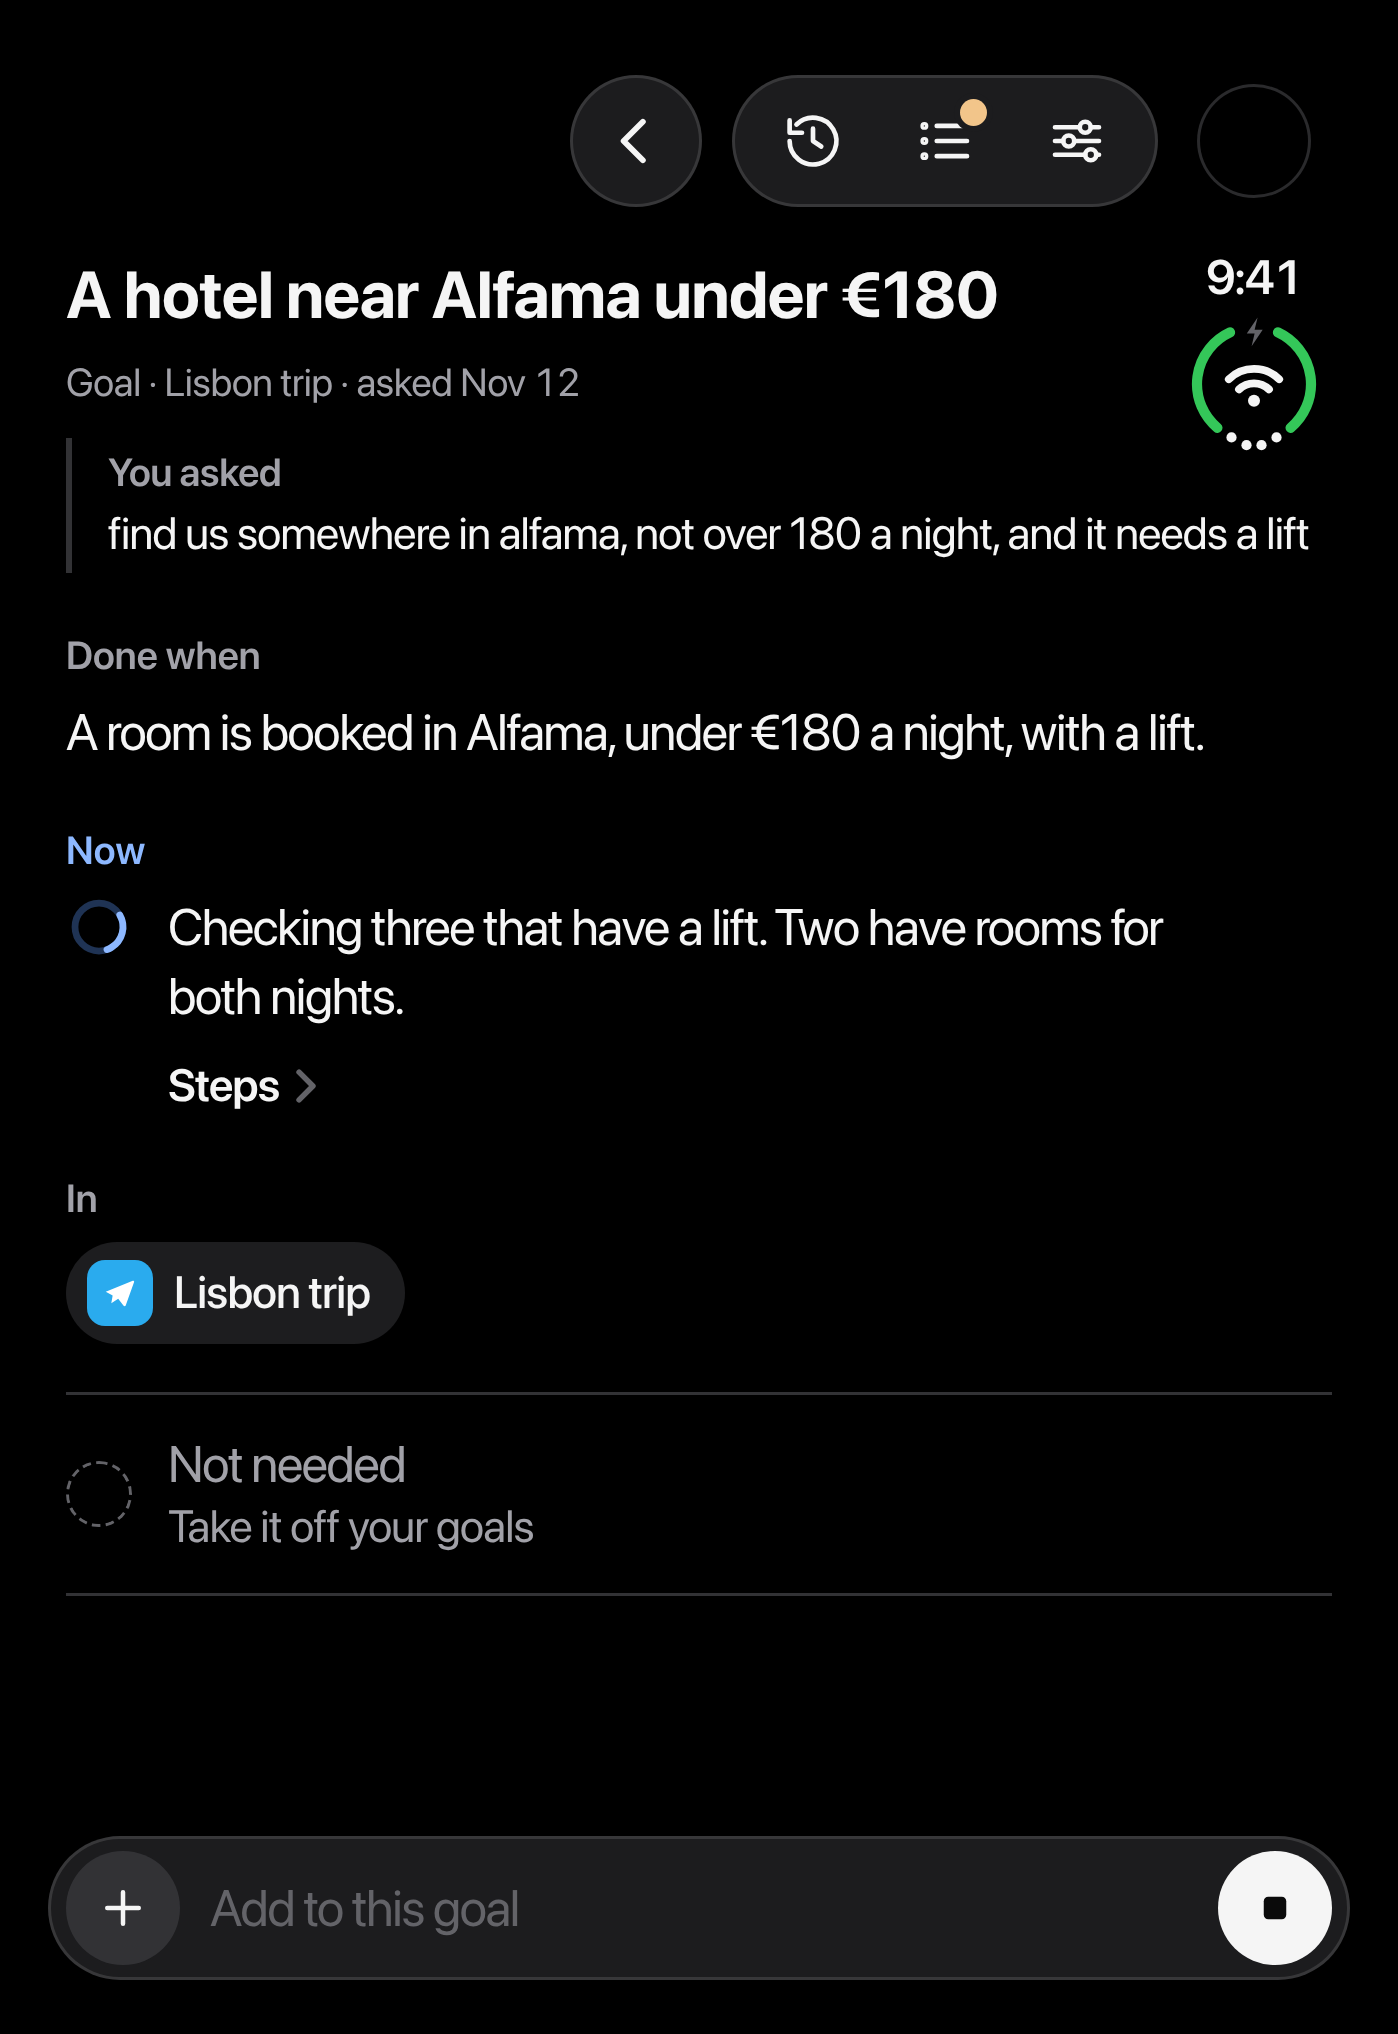 A hotel near Alfama under €180
9:41
Goal · Lisbon trip · asked Nov 12
You asked
find us somewhere in alfama, not over 180 a night, and it needs a lift
Done when
A room is booked in Alfama, under €180 a night, with a lift.
Now
Checking three that have a lift. Two have rooms for
both nights.
Steps
In
Lisbon trip
Not needed
Take it off your goals
Add to this goal